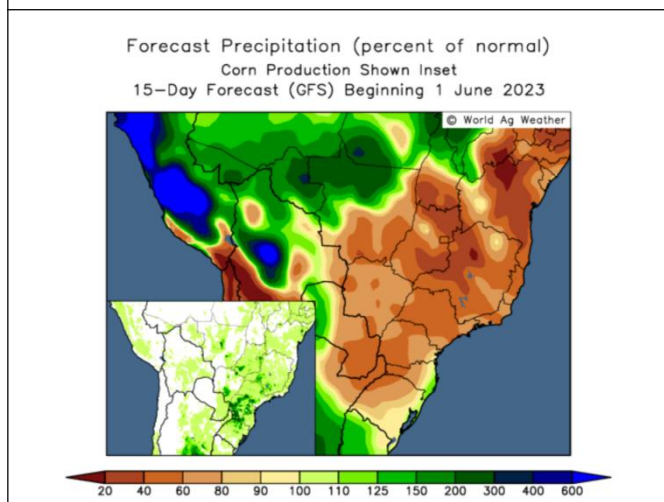 Forecast Precipitation (percent of normal)
Corn Production Shown Inset
15-Day Forecast (GFS) Beginning 1 June 2023
© World Ag Weather
20 40 60 80 90 100 110 125 150 200 300 400 600